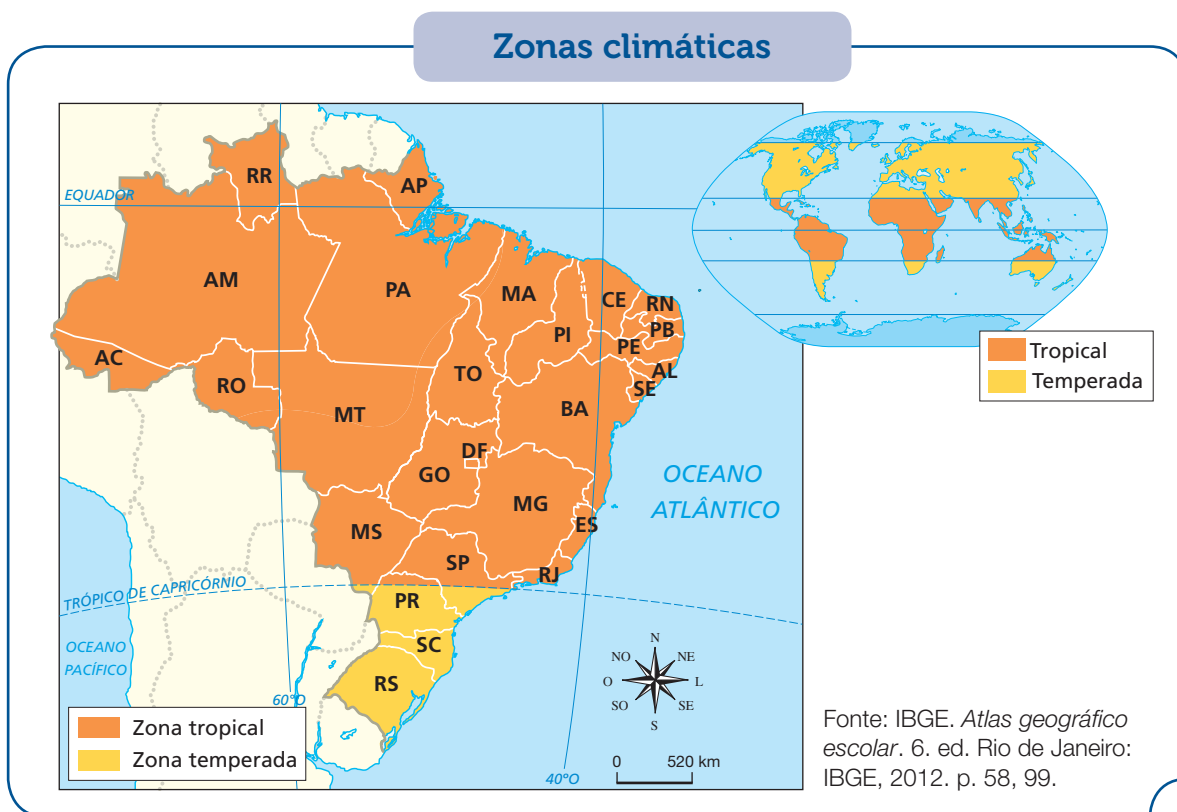 Zonas climáticas
EQUADOR
RR
AP
AM
PA
MA
CE
RN
PB
PI
PE
AL
SE
AC
RO
TO
BA
MT
DF
GO
MG
ES
MS
SP
RJ
PR
SC
RS
OCEANO
ATLÂNTICO
TRÓPICO DE CAPRICÓRNIO
OCEANO
PACÍFICO
60°O
40°O
N
NO
NE
O
L
SO
SE
S
0
520 km
Zona tropical
Zona temperada
Tropical
Temperada
Fonte: IBGE. Atlas geográfico
escolar. 6. ed. Rio de Janeiro:
IBGE, 2012. p. 58, 99.